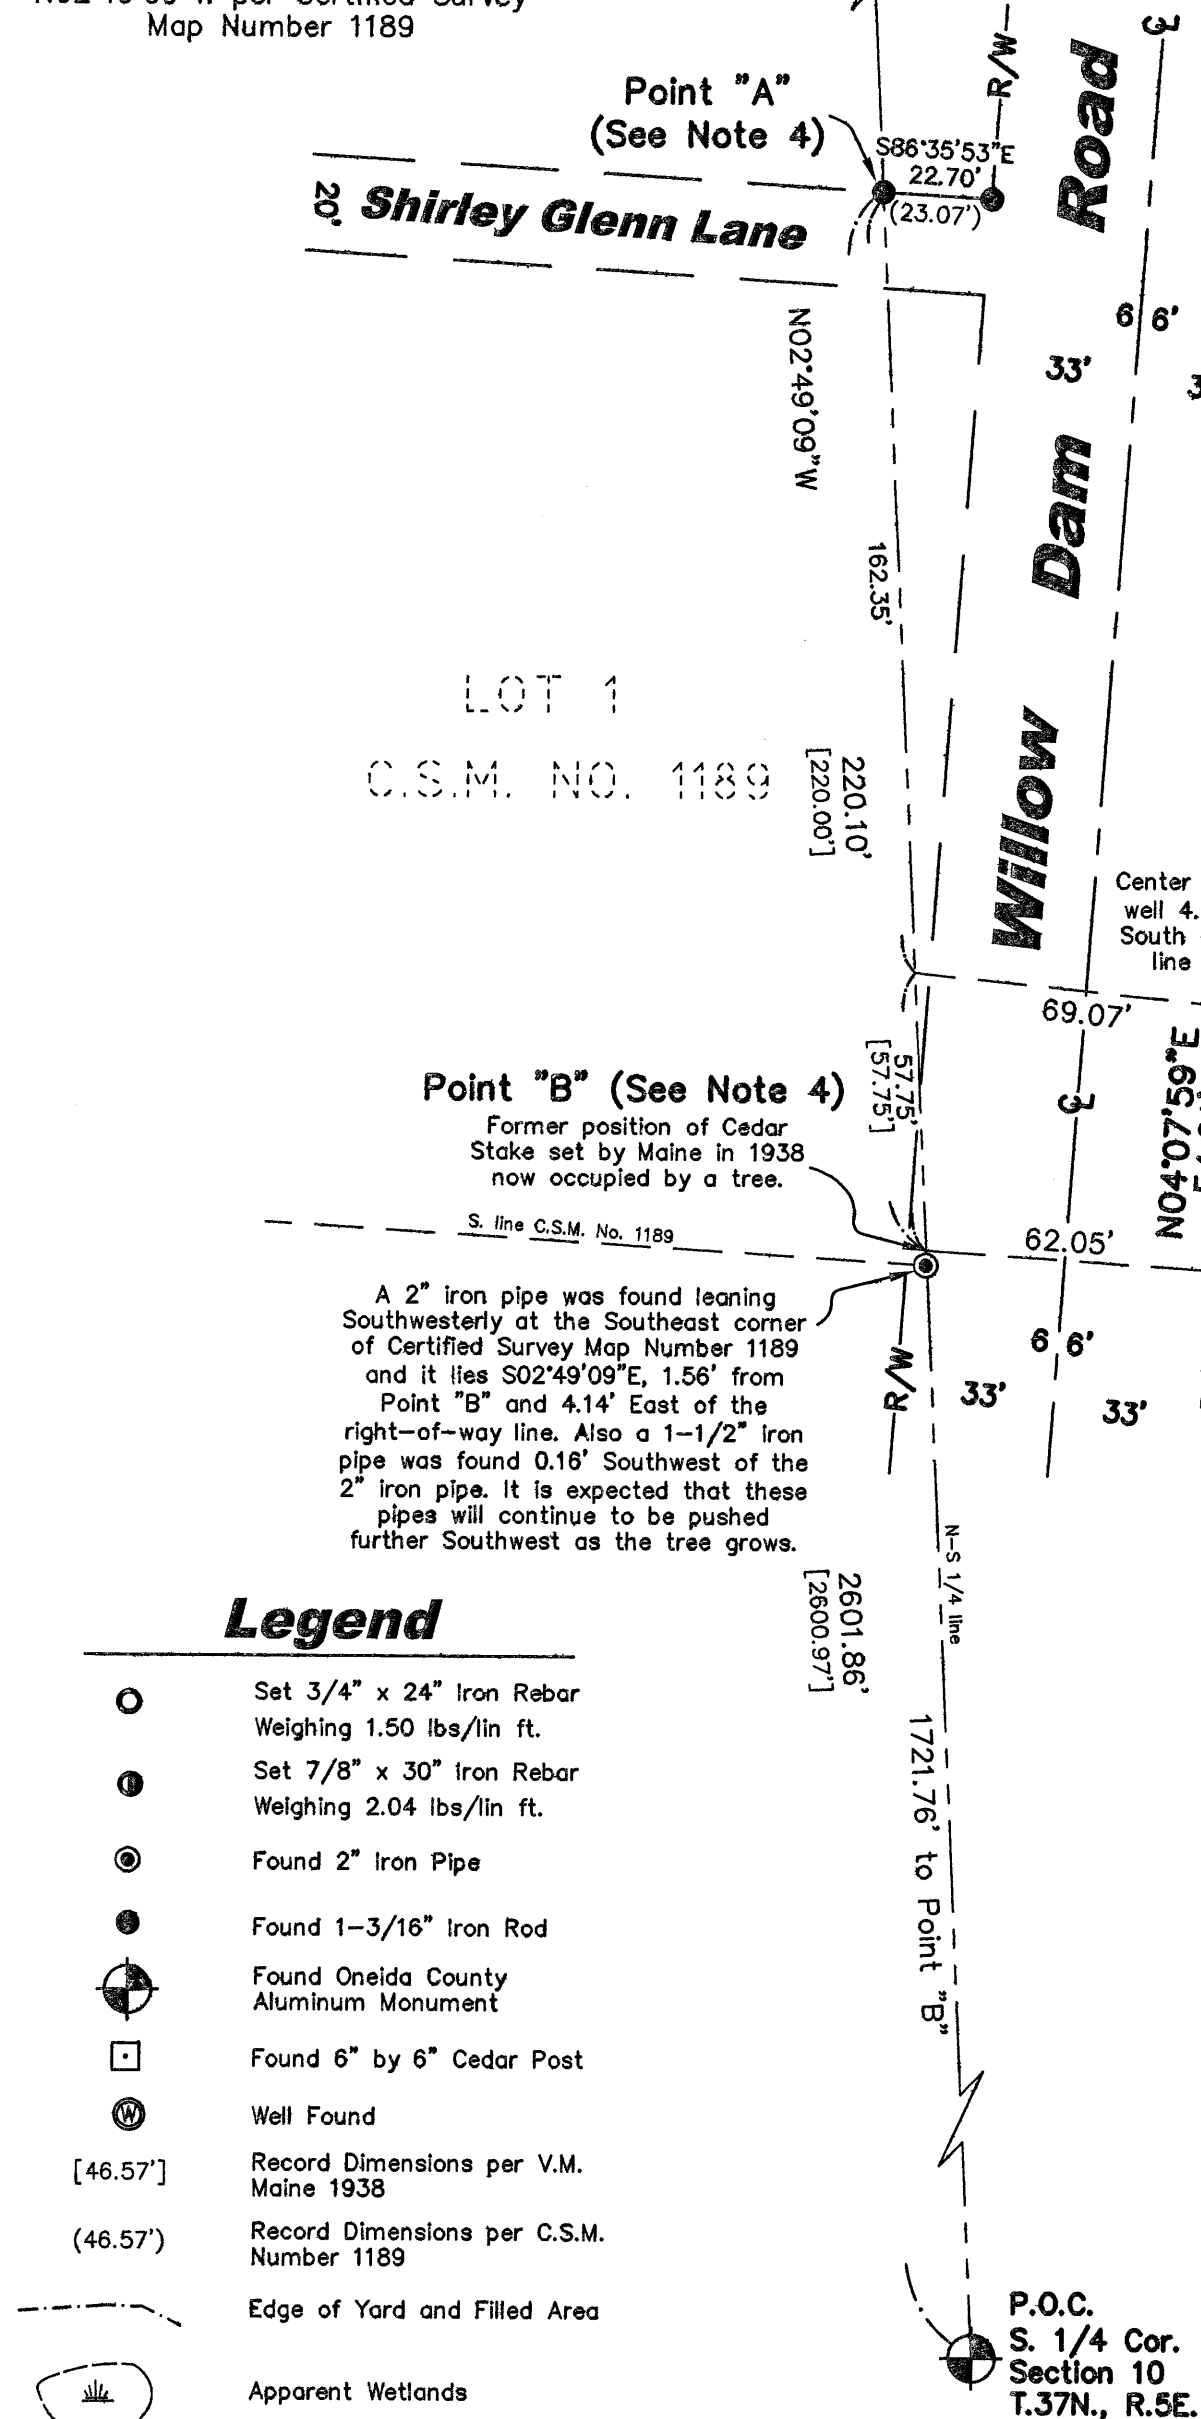 Map Number 1189
Point "A"
(See Note 4)
R/W
S86°35'53"E
22.70'
(23.07')
20'
Shirley Glenn Lane
Willow Dam Road
66'
33'
N02°49'09"W
162.35'
LOT 1
C.S.M. NO. 1189
220.10'
[220.00']
Center
well 4.
South
line
69.07'
57.75'
[57.75']
N04°07'59"E
Point "B" (See Note 4)
Former position of Cedar
Stake set by Maine in 1938
now occupied by a tree.
S. line C.S.M. No. 1189
62.05'
A 2" iron pipe was found leaning
Southwesterly at the Southeast corner
of Certified Survey Map Number 1189
and it lies S02°49'09"E, 1.56' from
Point "B" and 4.14' East of the
right-of-way line. Also a 1-1/2" iron
pipe was found 0.16' Southwest of the
2" iron pipe. It is expected that these
pipes will continue to be pushed
further Southwest as the tree grows.
R/W
66'
33'
33'
N-S 1/4 line
2601.86'
[2600.97']
1721.76' to Point "B"
Legend
Set 3/4" x 24" Iron Rebar
Weighing 1.50 lbs/lin ft.
Set 7/8" x 30" Iron Rebar
Weighing 2.04 lbs/lin ft.
Found 2" Iron Pipe
Found 1-3/16" Iron Rod
Found Oneida County
Aluminum Monument
Found 6" by 6" Cedar Post
W
Well Found
[46.57']
Record Dimensions per V.M.
Maine 1938
(46.57')
Record Dimensions per C.S.M.
Number 1189
Edge of Yard and Filled Area
Apparent Wetlands
P.O.C.
S. 1/4 Cor.
Section 10
T.37N., R.5E.